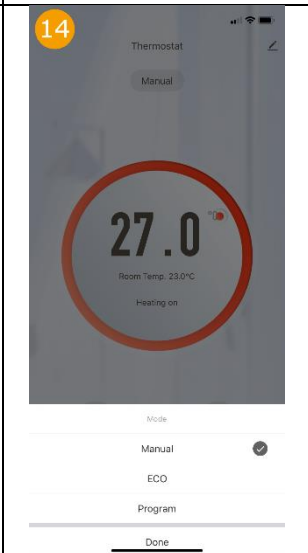 14
Thermostat
Manual
27.0
Room Temp. 23.0°C
Heating on
Mode
Manual
ECO
Program
Done